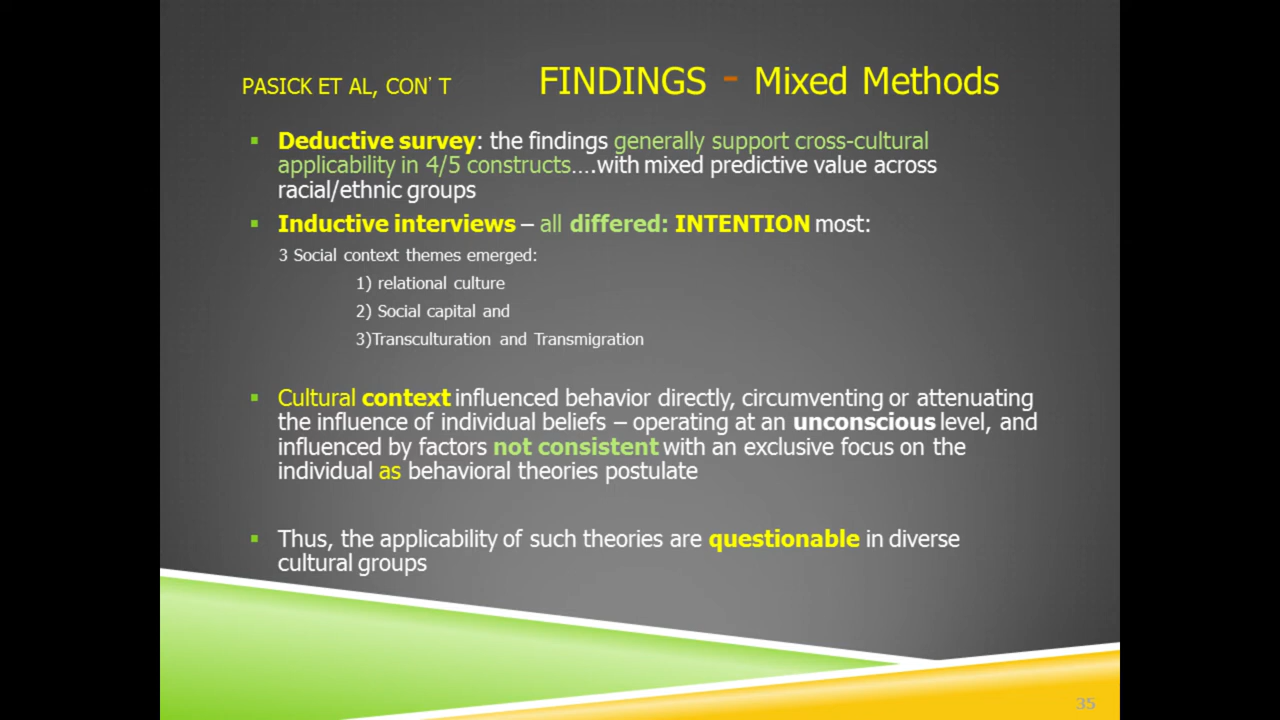 PASICK ET AL, CON’ T FINDINGS - Mixed Methods
▪ Deductive survey: the findings generally support cross-cultural
applicability in 4/5 constructs….with mixed predictive value across
racial/ethnic groups
▪ Inductive interviews – all differed: INTENTION most:
3 Social context themes emerged:
1) relational culture
2) Social capital and
3)Transculturation and Transmigration
▪ Cultural context influenced behavior directly, circumventing or attenuating
the influence of individual beliefs – operating at an unconscious level, and
influenced by factors not consistent with an exclusive focus on the
individual as behavioral theories postulate
▪ Thus, the applicability of such theories are questionable in diverse
cultural groups
35